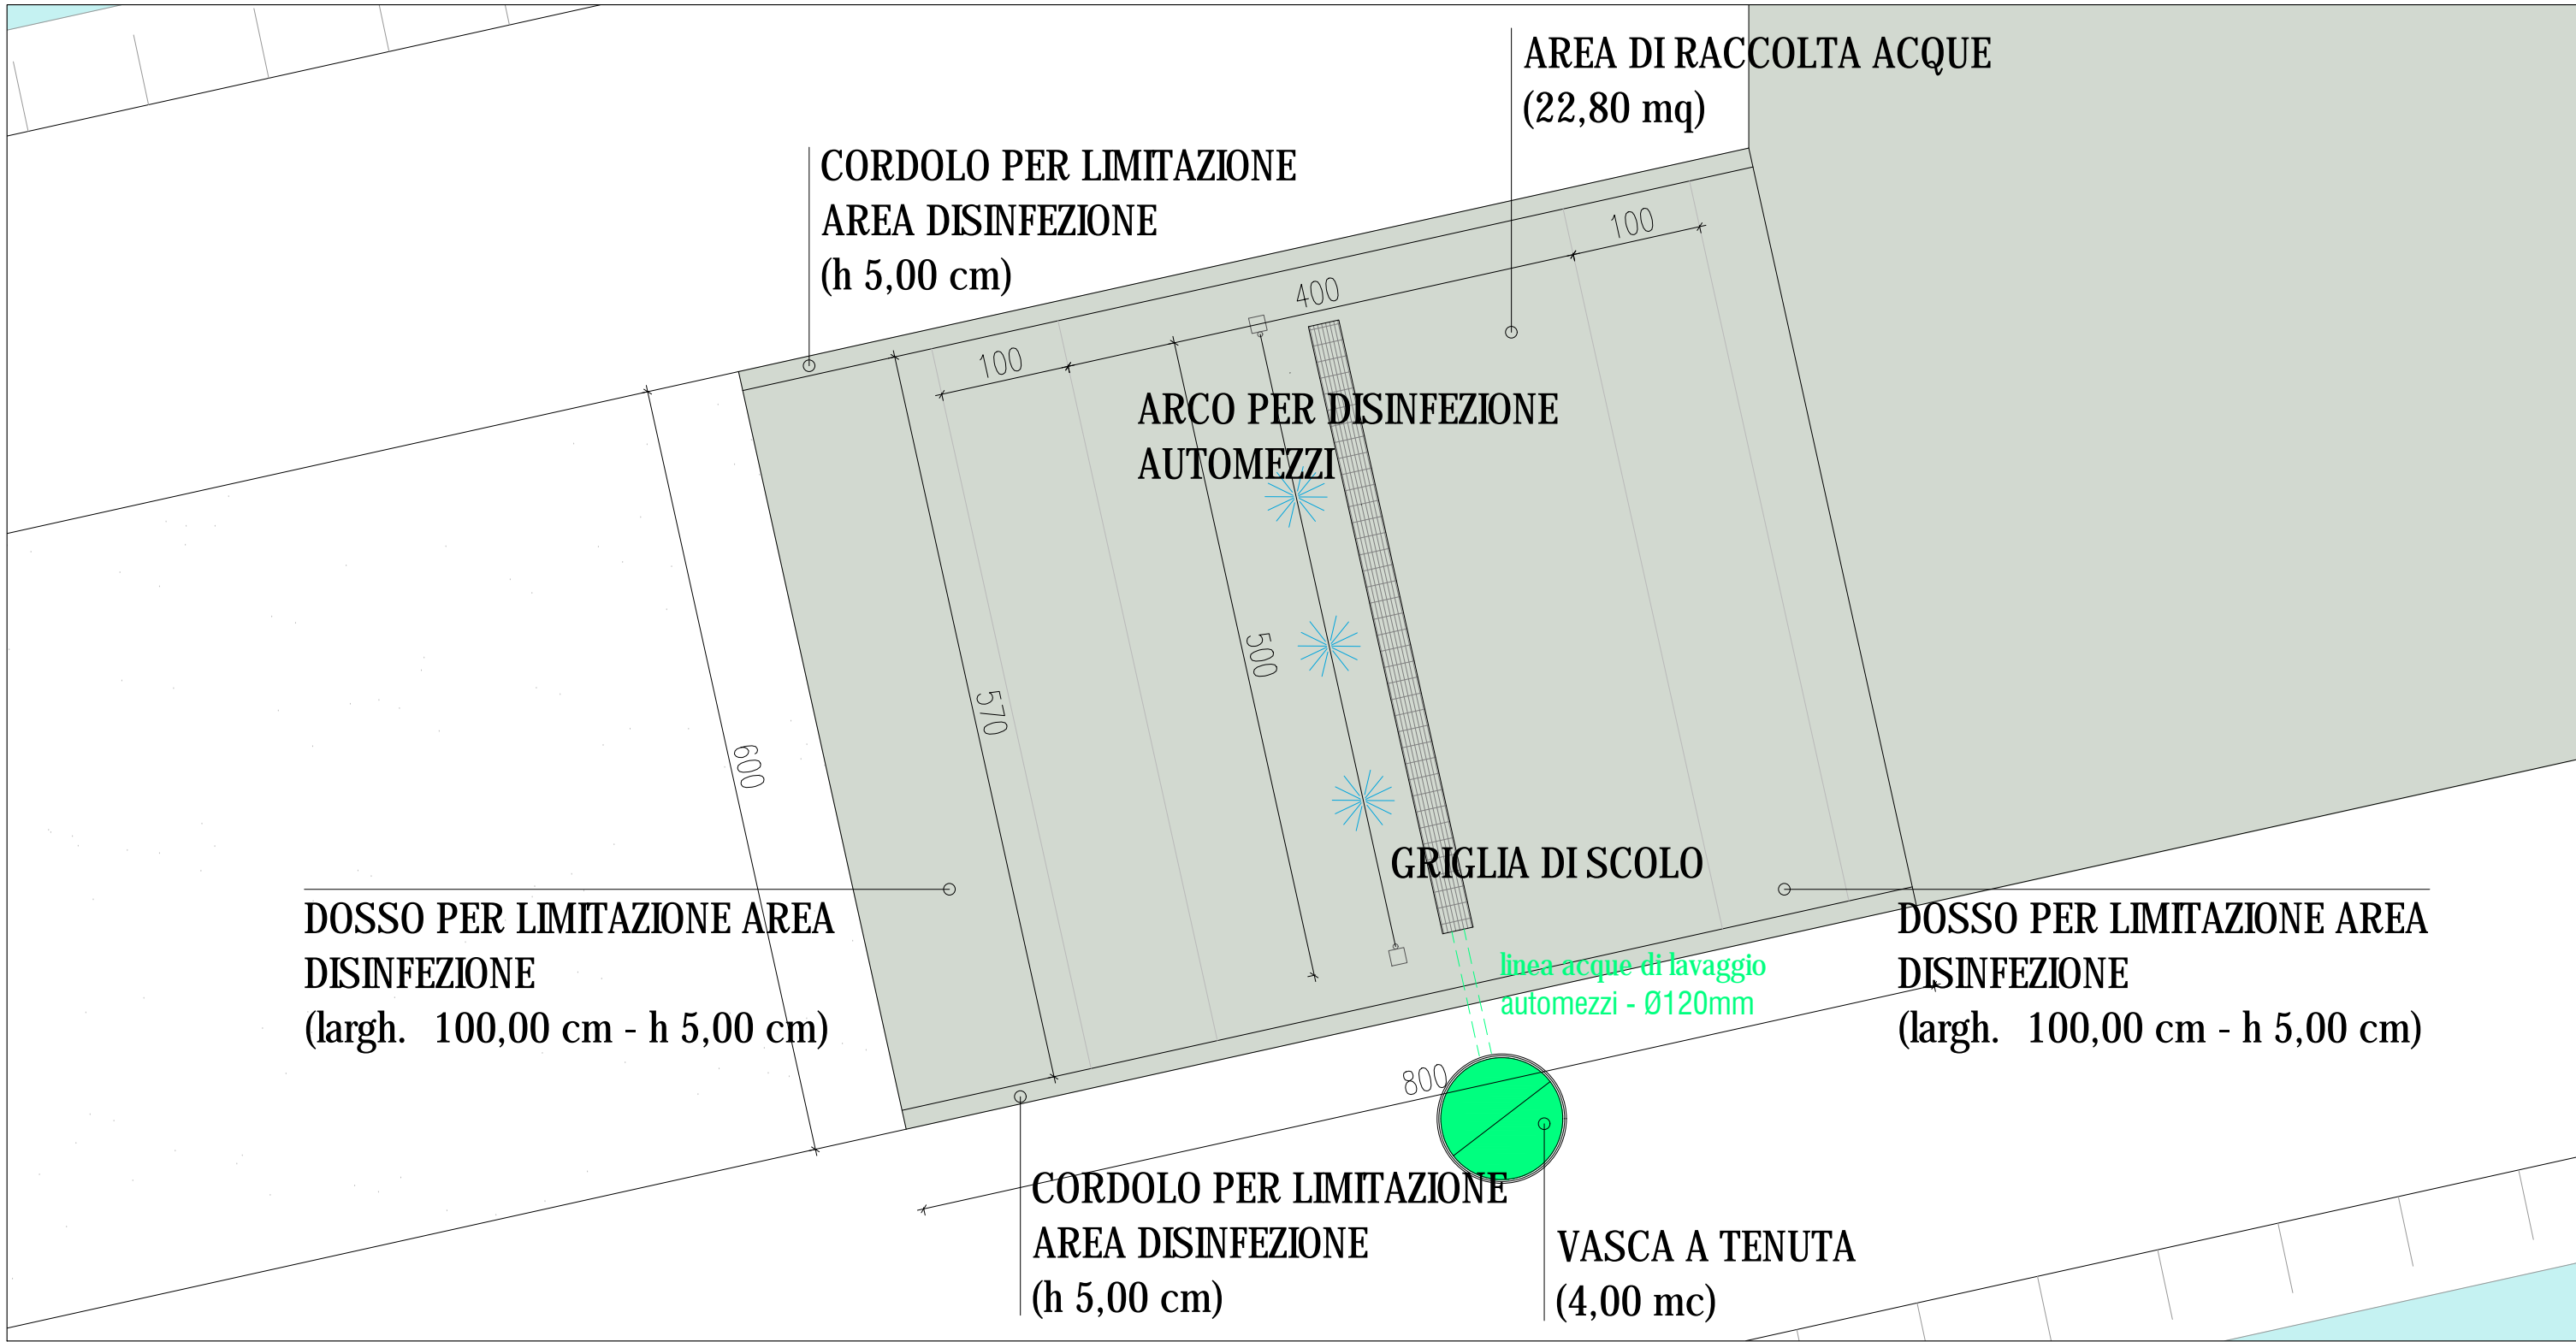 AREA DI RACCOLTA ACQUE
(22,80 mq)
CORDOLO PER LIMITAZIONE
AREA DISINFEZIONE
(h 5,00 cm)
100
400
100
ARCO PER DISINFEZIONE
AUTOMEZZI
500
570
600
GRIGLIA DI SCOLO
DOSSO PER LIMITAZIONE AREA
DISINFEZIONE
(largh. 100,00 cm - h 5,00 cm)
DOSSO PER LIMITAZIONE AREA
DISINFEZIONE
(largh. 100,00 cm - h 5,00 cm)
linea acque di lavaggio
automezzi - Ø120mm
800
CORDOLO PER LIMITAZIONE
AREA DISINFEZIONE
(h 5,00 cm)
VASCA A TENUTA
(4,00 mc)